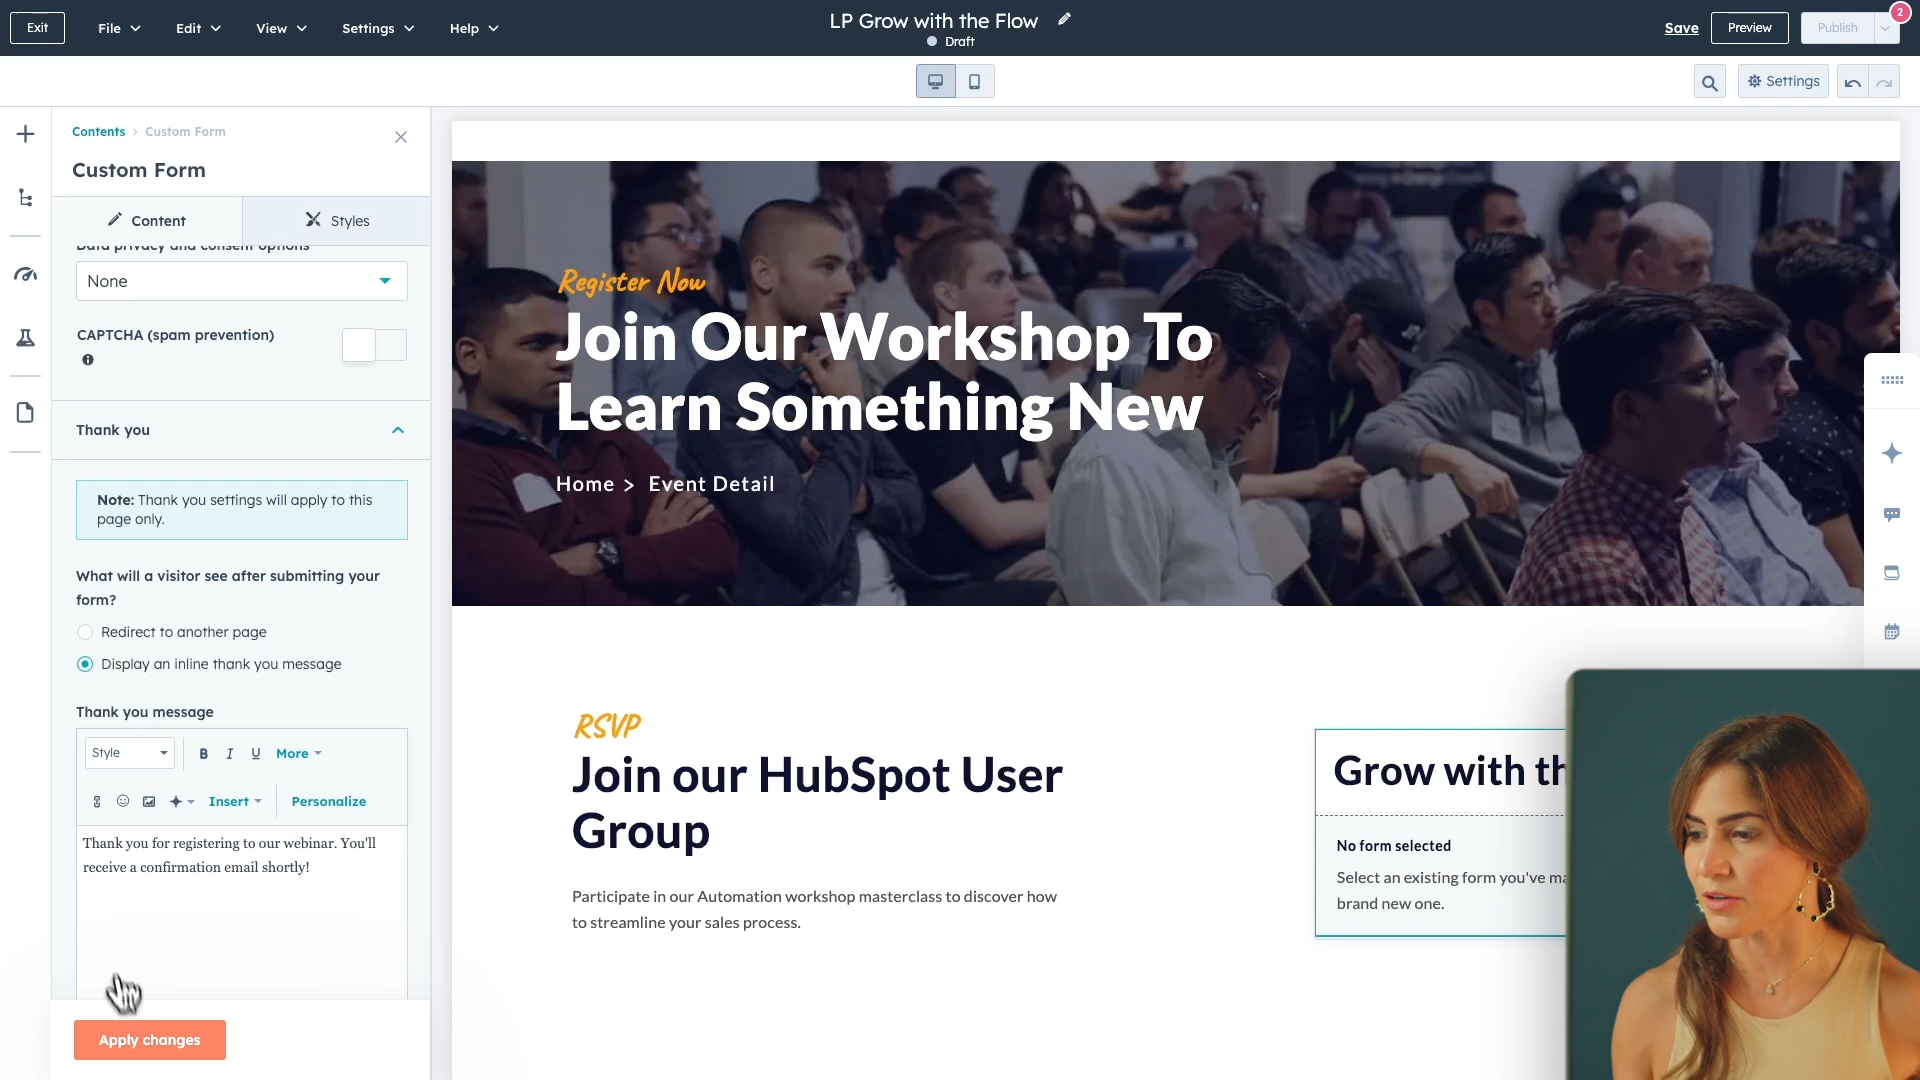 Exit
File
Edit
View
Settings
Help
LP Grow with the Flow
Draft
Save
Preview
Publish
2
Settings
Contents › Custom Form
Custom Form
Content
Styles
Data privacy and consent options
None
CAPTCHA (spam prevention)
Thank you
Note: Thank you settings will apply to this
page only.
What will a visitor see after submitting your
form?
Redirect to another page
Display an inline thank you message
Thank you message
Style
B I U More
Insert
Personalize
Thank you for registering to our webinar. You'll
receive a confirmation email shortly!
Apply changes
Register Now
Join Our Workshop To
Learn Something New
Home > Event Detail
RSVP
Join our HubSpot User
Group
Participate in our Automation workshop masterclass to discover how
to streamline your sales process.
Grow with
No form selected
Select an existing form you've
brand new one.